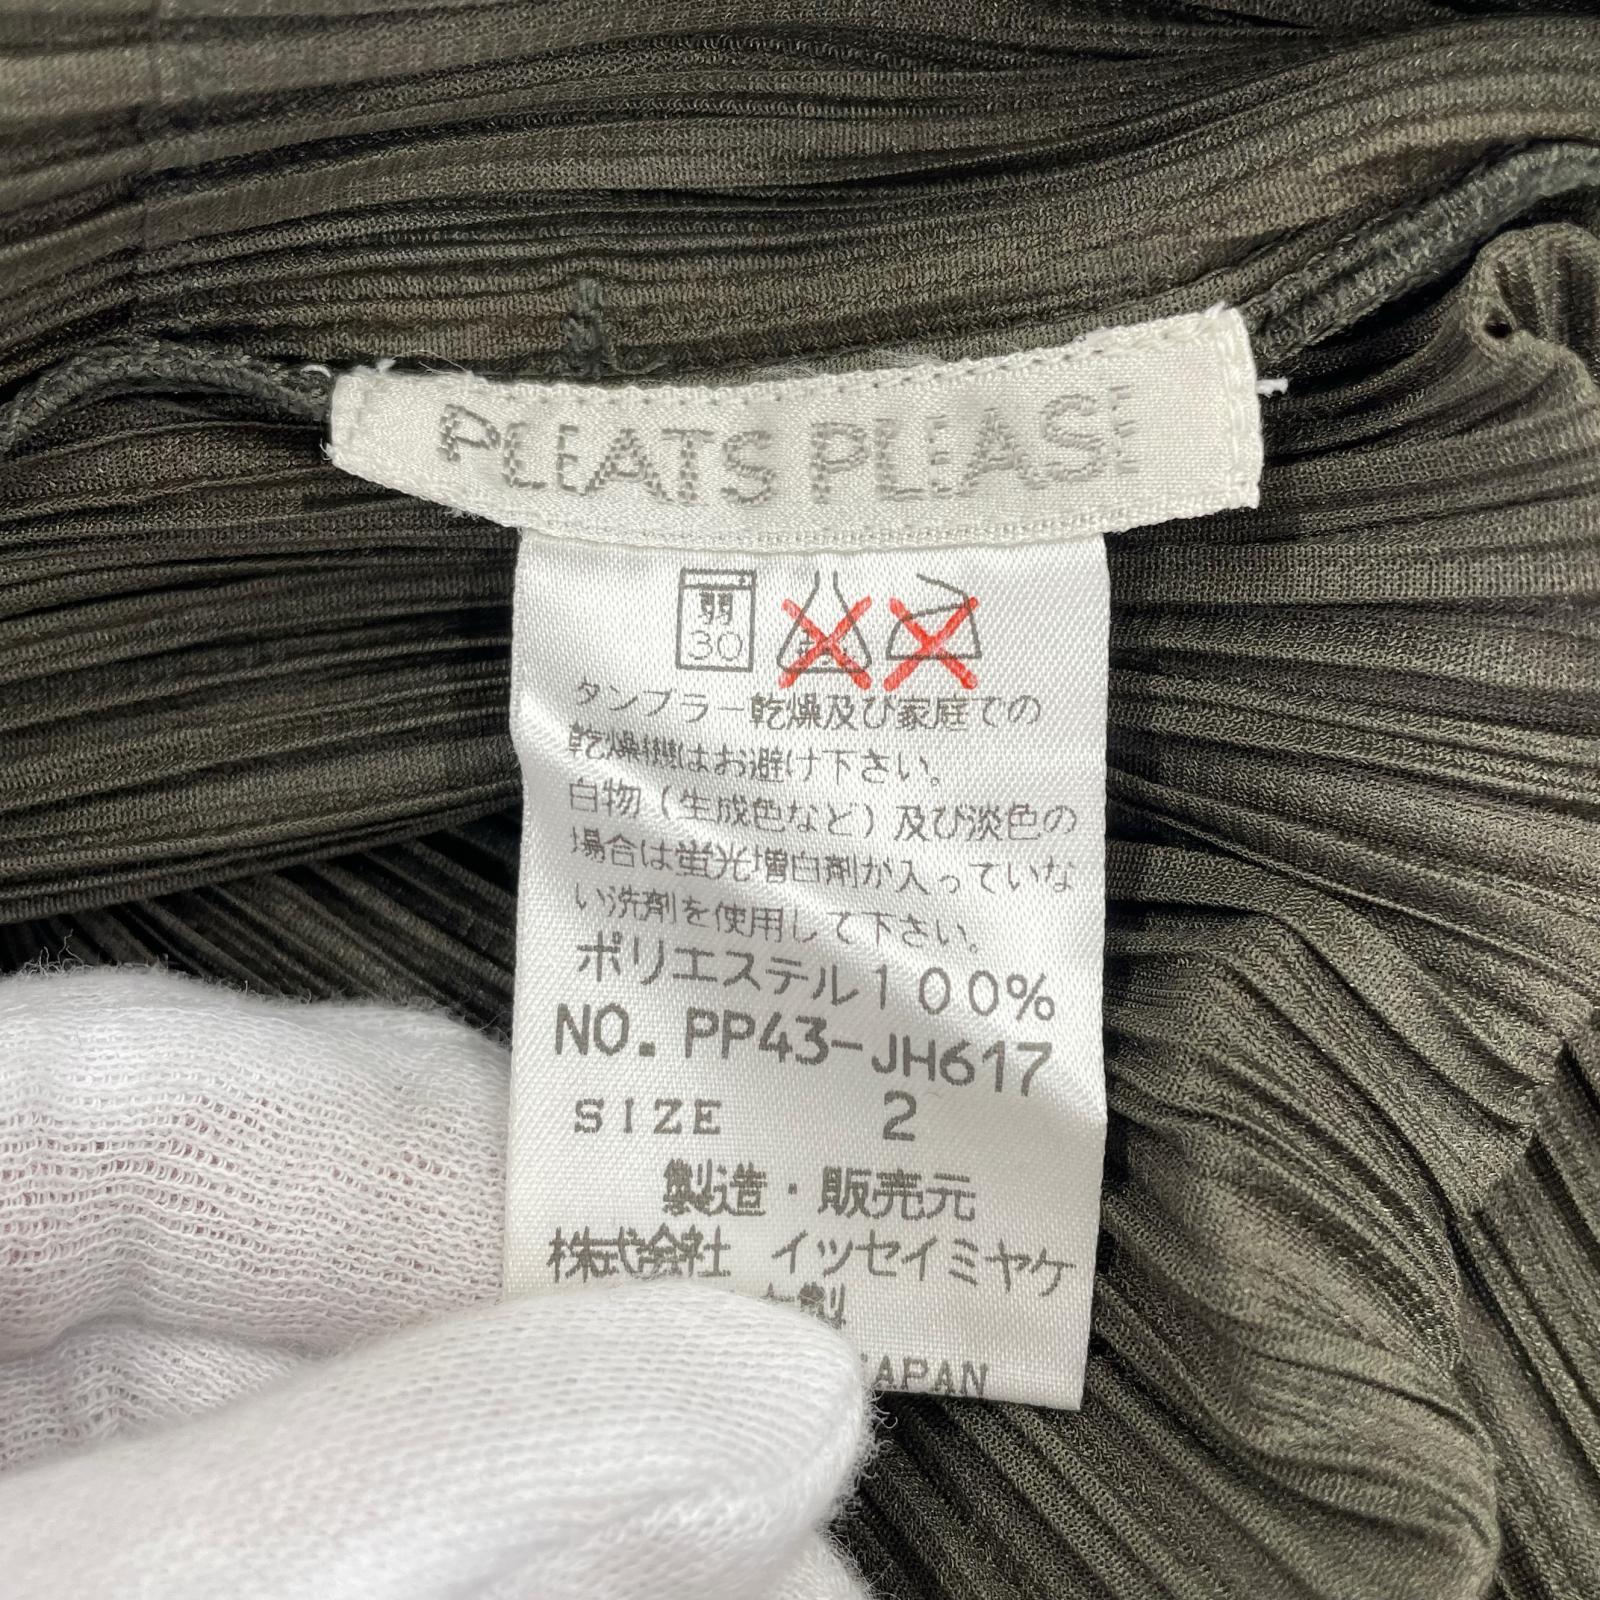 PLEATS PLEASE
弱
30
タンブラー乾燥及び家庭での
乾燥機はお避け下さい。
白物(生成色など)及び淡色の
場合は蛍光増白剤が入っていな
い洗剤を使用して下さい。
ポリエステル100%
NO. PP43-JH617
SIZE 2
製造・販売元
株式会社 イッセイミヤケ
製
JAPAN